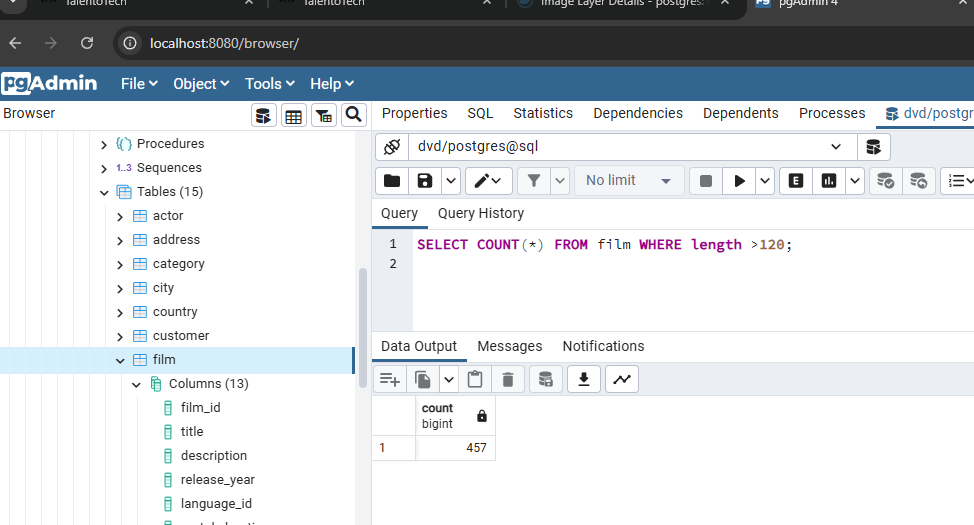 TalentoTech
TalentoTech
Image Layer Details - postgres:
pgAdmin 4
localhost:8080/browser/
pgAdmin File Object Tools Help
Browser
Properties SQL Statistics Dependencies Dependents Processes dvd/postgr
dvd/postgres@sql
No limit
E
Query Query History
1 SELECT COUNT(*) FROM film WHERE length >120;
2
Procedures
1..3 Sequences
Tables (15)
actor
address
category
city
country
customer
film
Columns (13)
film_id
title
description
release_year
language_id
Data Output Messages Notifications
count
bigint
1 457